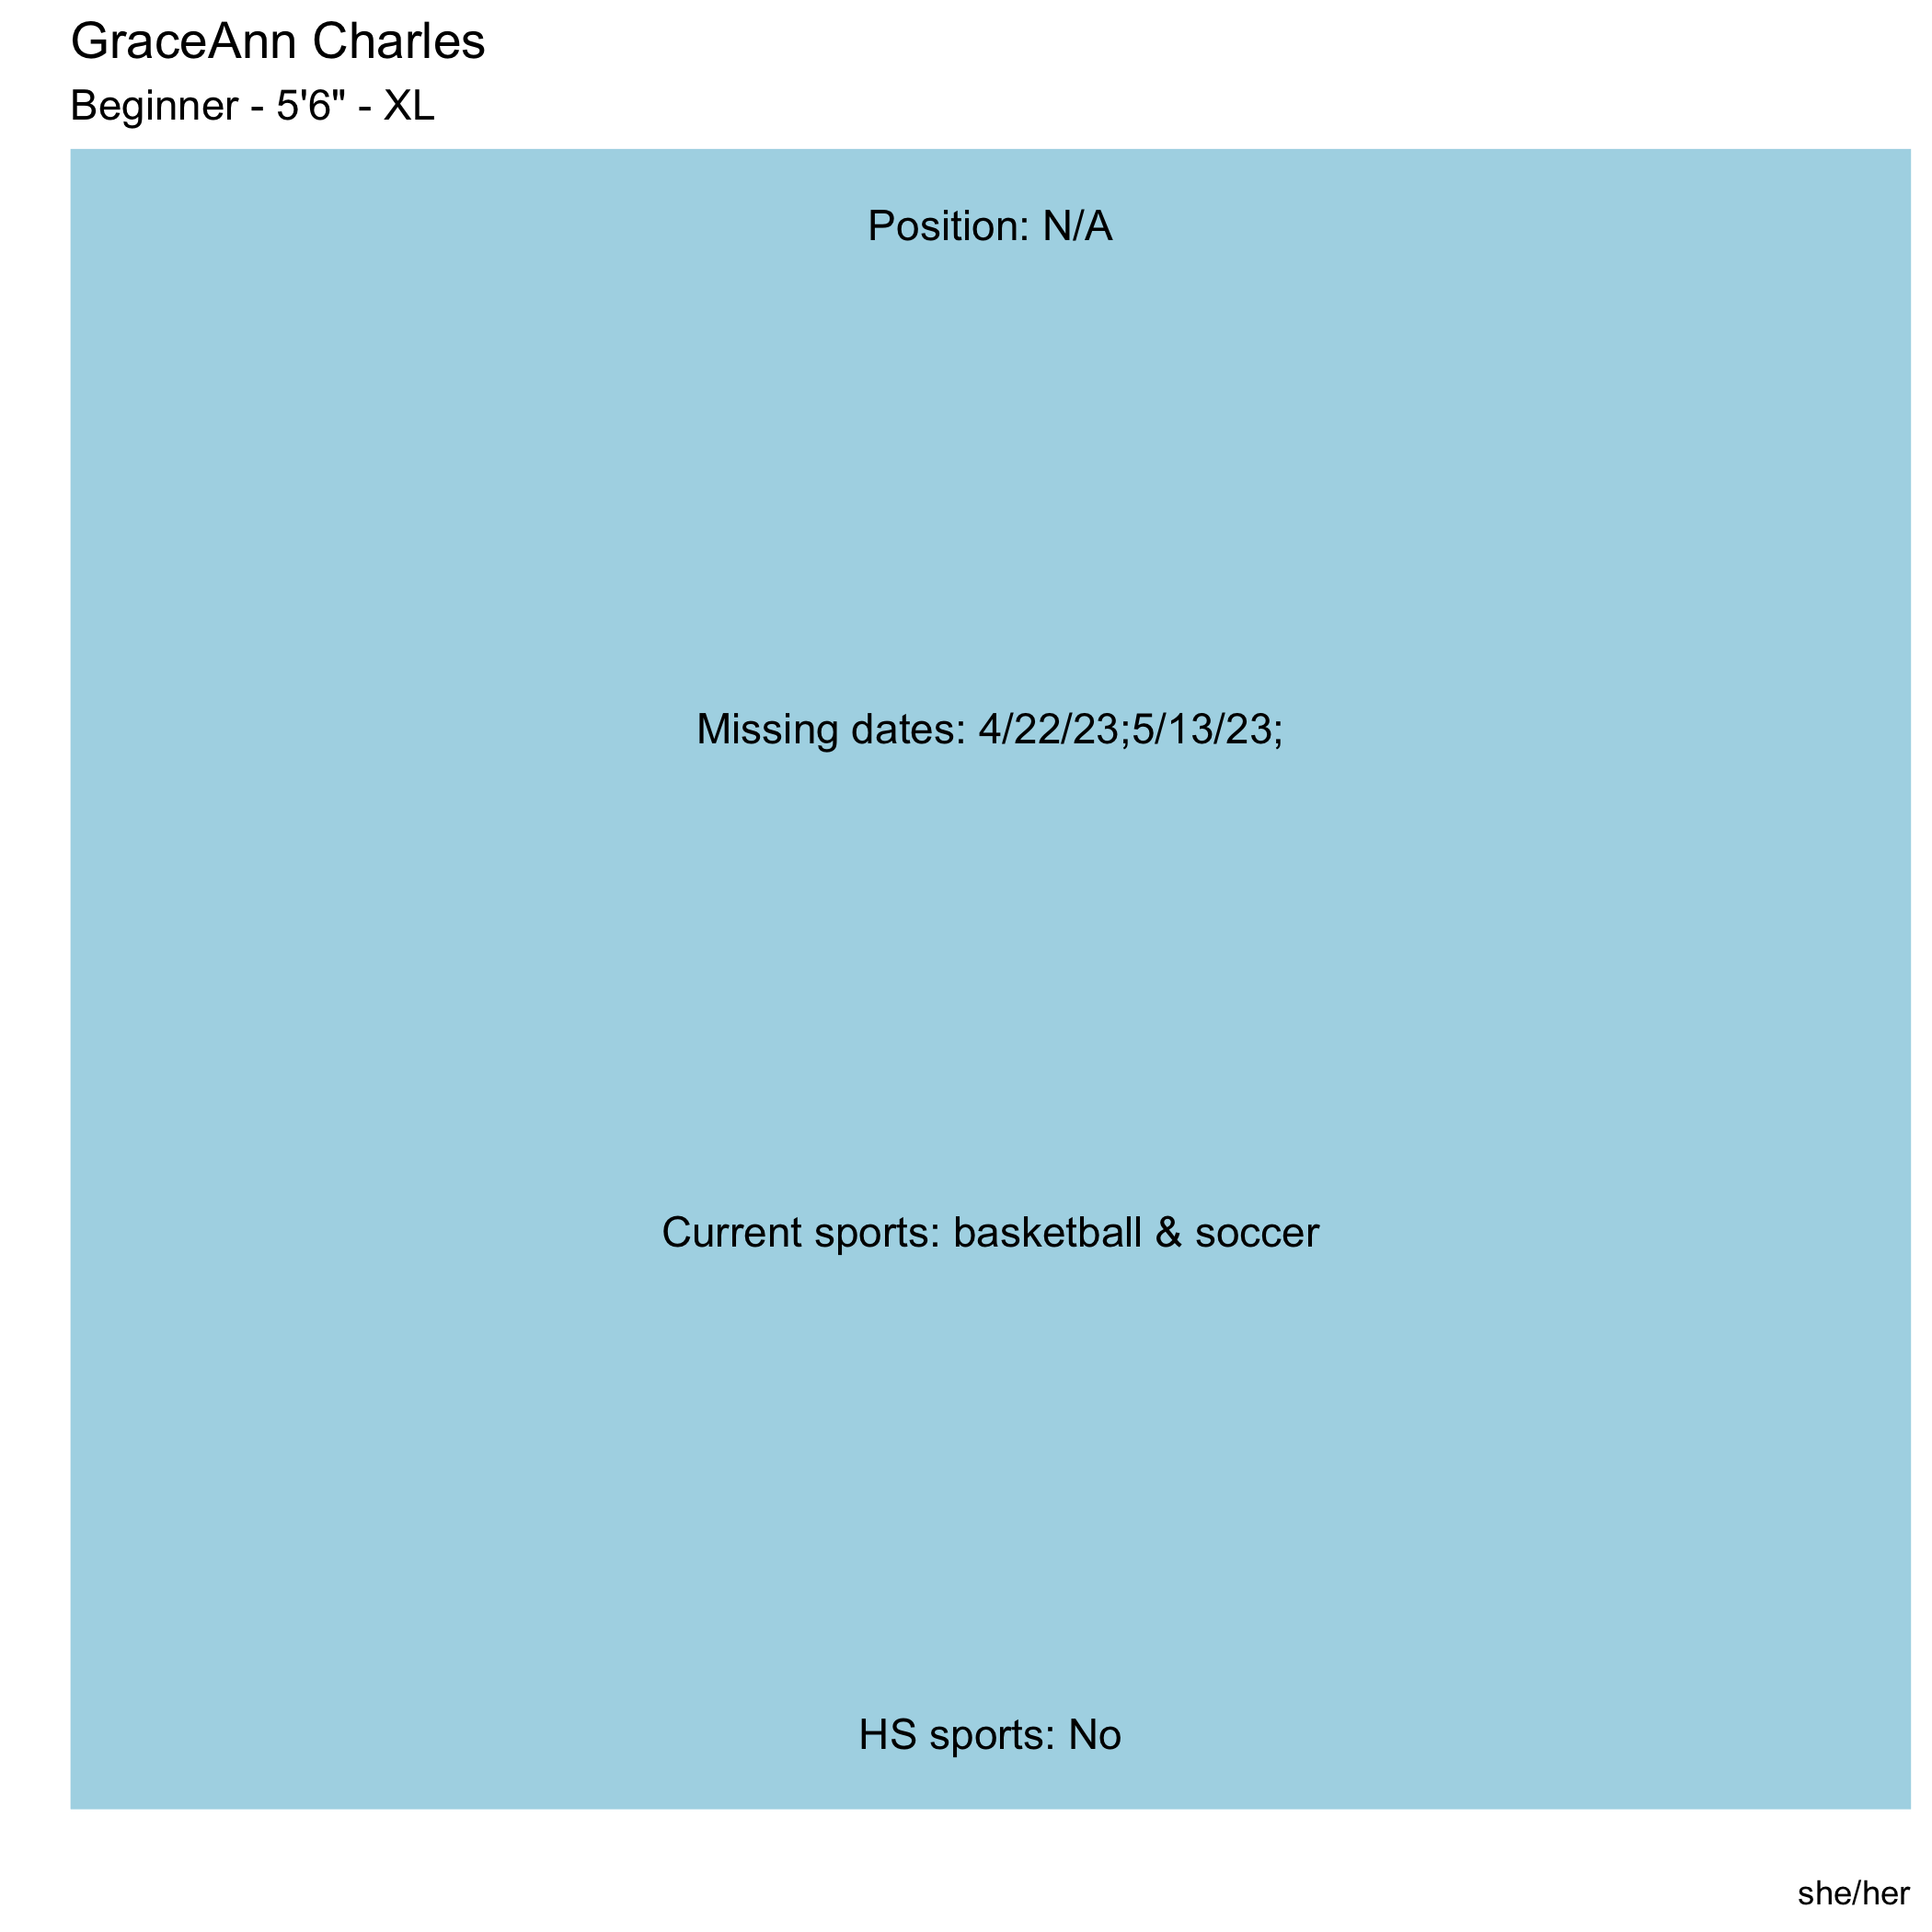 GraceAnn Charles
Beginner - 5'6" - XL
Position: N/A
Missing dates: 4/22/23;5/13/23;
Current sports: basketball & soccer
HS sports: No
she/her